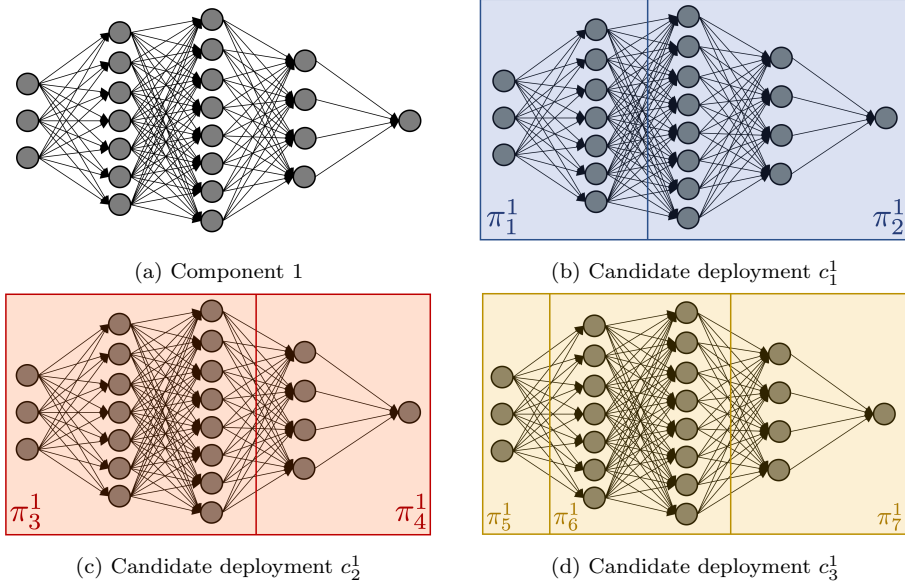 π₁¹ π₂¹
(a) Component 1 (b) Candidate deployment c₁¹
π₃¹ π₄¹ π₅¹ π₆¹ π₇¹
(c) Candidate deployment c₂¹ (d) Candidate deployment c₃¹